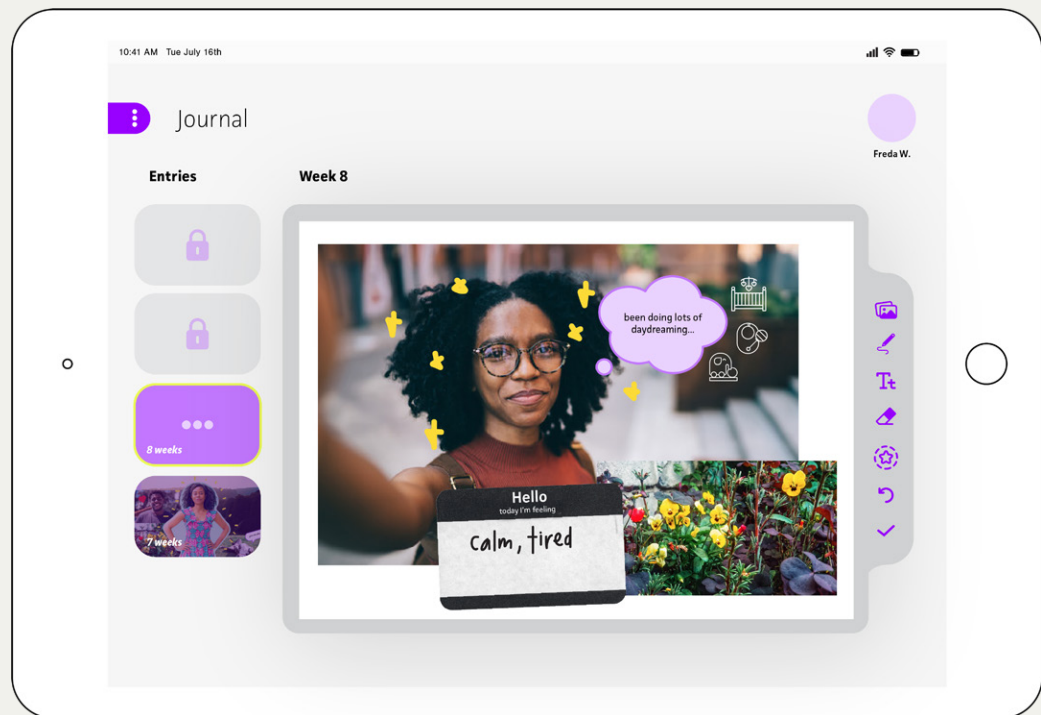 10:41 AM Tue July 16th
Journal
Freda W.
Entries
Week 8
been doing lots of
daydreaming...
8 weeks
Hello
today I'm feeling
calm, tired
7 weeks
Tt